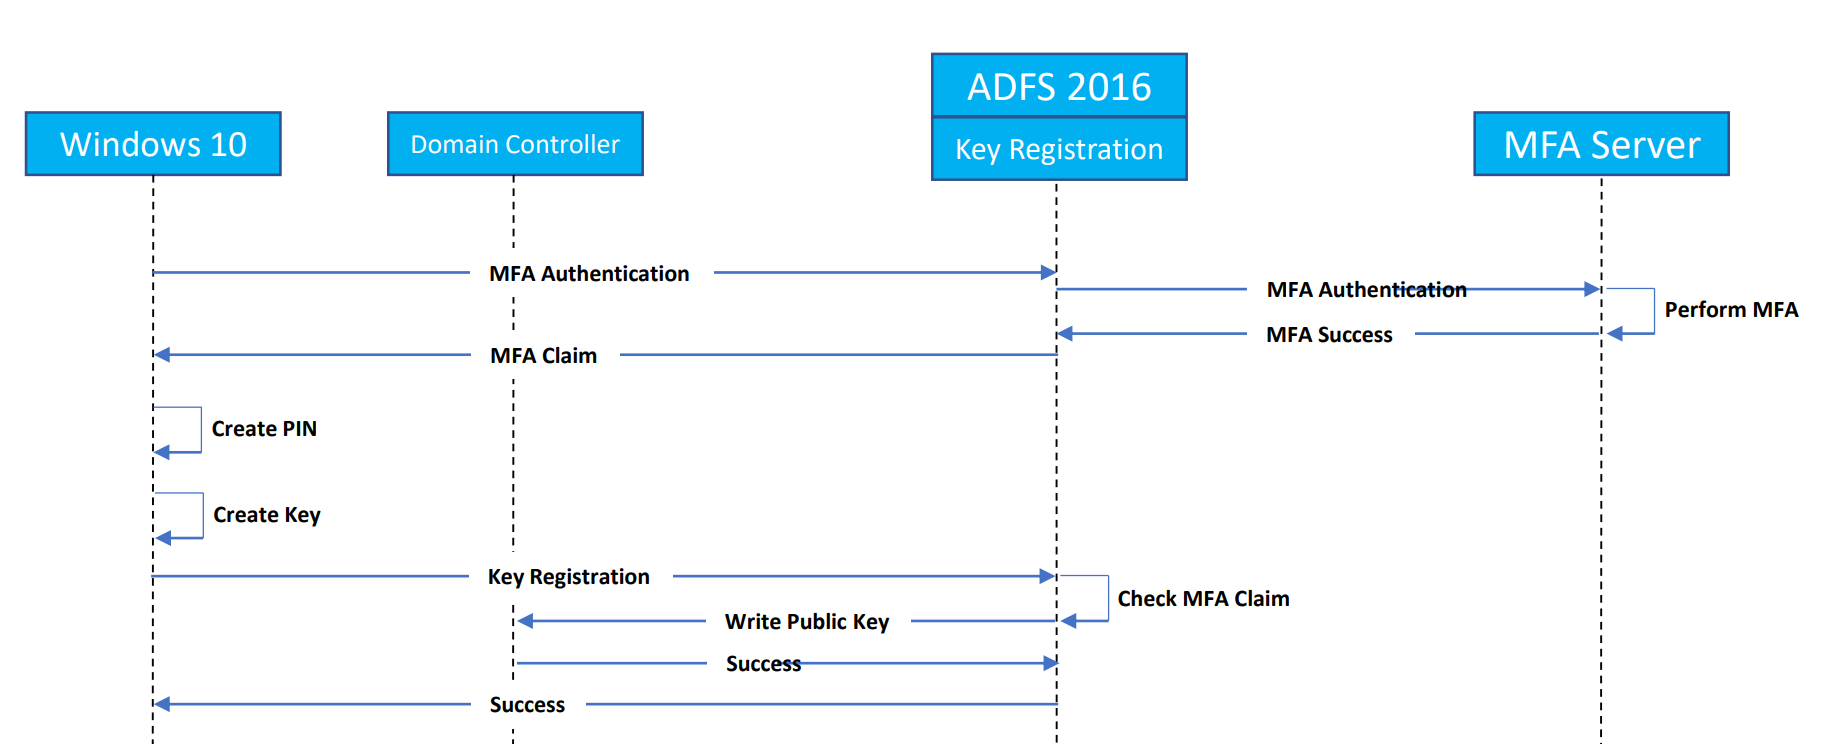 ADFS 2016
Windows 10
Domain Controller
Key Registration
MFA Server
MFA Authentication
MFA Authentication
Perform MFA
MFA Success
MFA Claim
Create PIN
Create Key
Key Registration
Check MFA Claim
Write Public Key
Success
Success